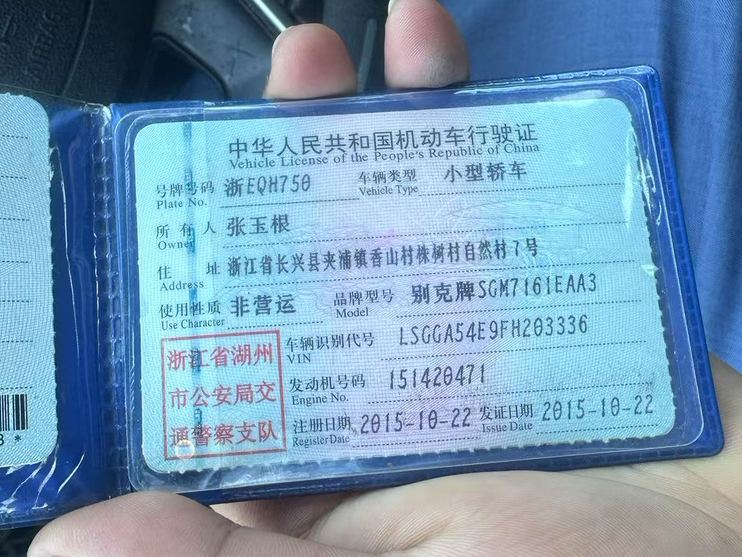 中华人民共和国机动车行驶证
Vehicle License of the People's Republic of China
号牌号码 浙EQH750 车辆类型 小型轿车
Plate No. Vehicle Type
所有人 张玉根
Owner
住址 浙江省长兴县夹浦镇香山村株树村自然村7号
Address
使用性质 非营运 品牌型号 别克牌SGM7161EAA3
Use Character Model
浙江省湖州
市公安局交
通警察支队
车辆识别代号 LSGGA54E9FH203336
VIN
发动机号码 151420471
Engine No.
注册日期 2015-10-22 发证日期 2015-10-22
Register Date Issue Date